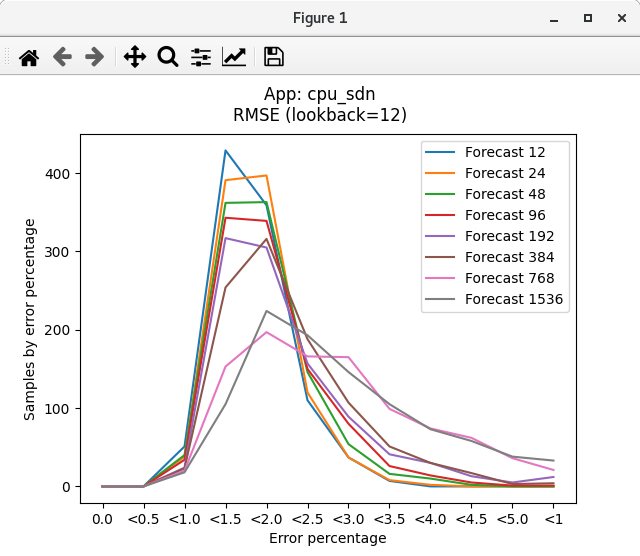 Figure 1
App: cpu_sdn
RMSE (lookback=12)
Forecast 12
Forecast 24
Forecast 48
Forecast 96
Forecast 192
Forecast 384
Forecast 768
Forecast 1536
Samples by error percentage
400
300
200
100
0
0.0 <0.5 <1.0 <1.5 <2.0 <2.5 <3.0 <3.5 <4.0 <4.5 <5.0 <1
Error percentage